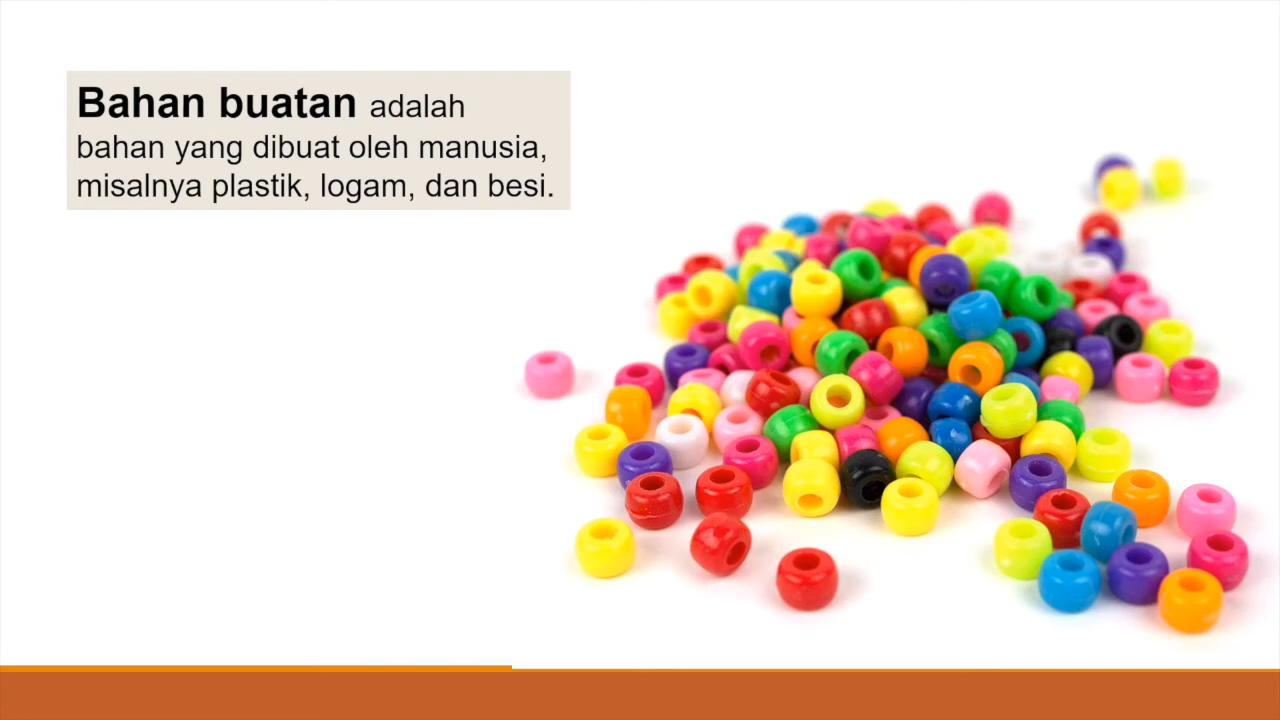 Bahan buatan adalah
bahan yang dibuat oleh manusia,
misalnya plastik, logam, dan besi.